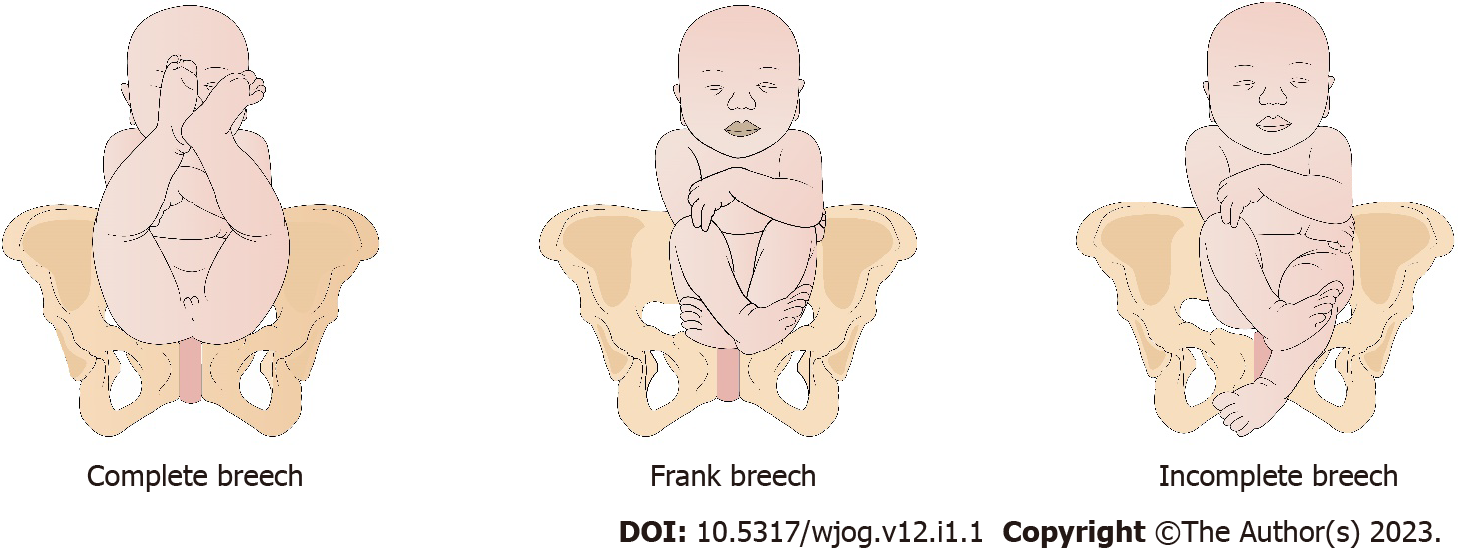 Complete breech
Frank breech
Incomplete breech
DOI: 10.5317/wjog.v12.i1.1 Copyright ©The Author(s) 2023.